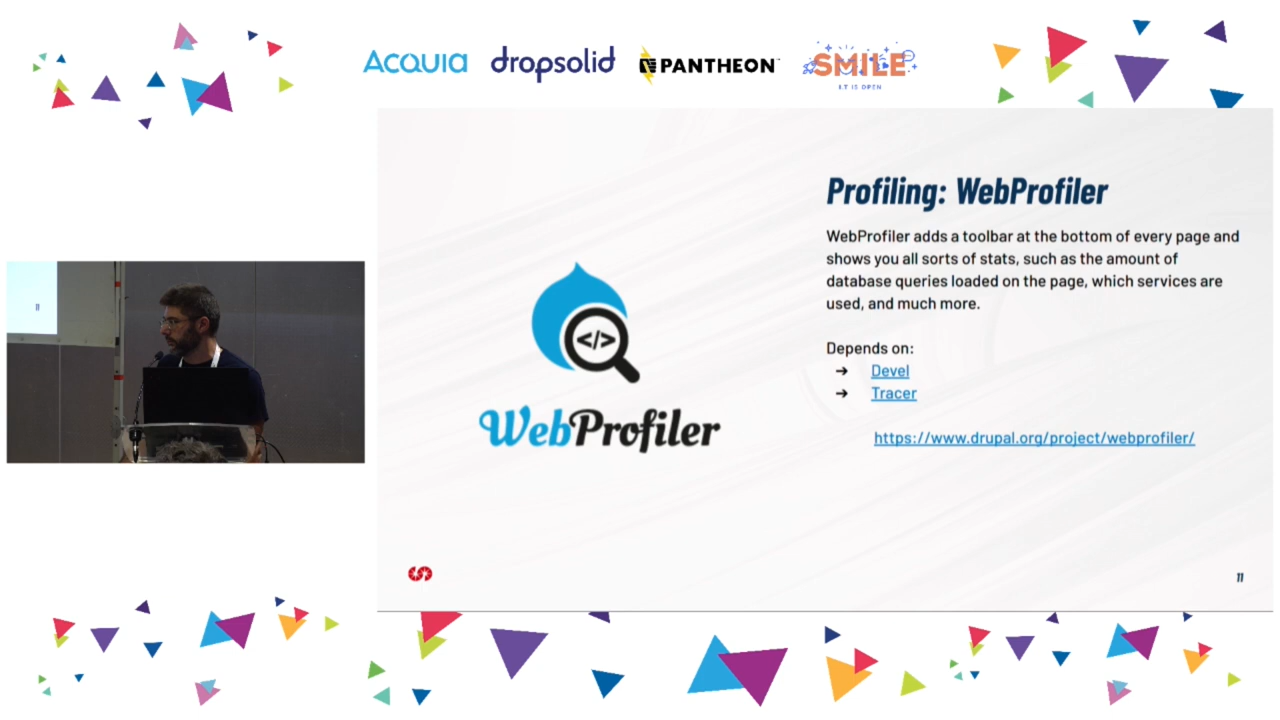 ACQUIA dropsolid PANTHEON SMILE
I.T IS OPEN
11
Profiling: WebProfiler
WebProfiler adds a toolbar at the bottom of every page and
shows you all sorts of stats, such as the amount of
database queries loaded on the page, which services are
used, and much more.
Depends on:
➔ Devel
➔ Tracer
https://www.drupal.org/project/webprofiler/
</>
WebProfiler
11